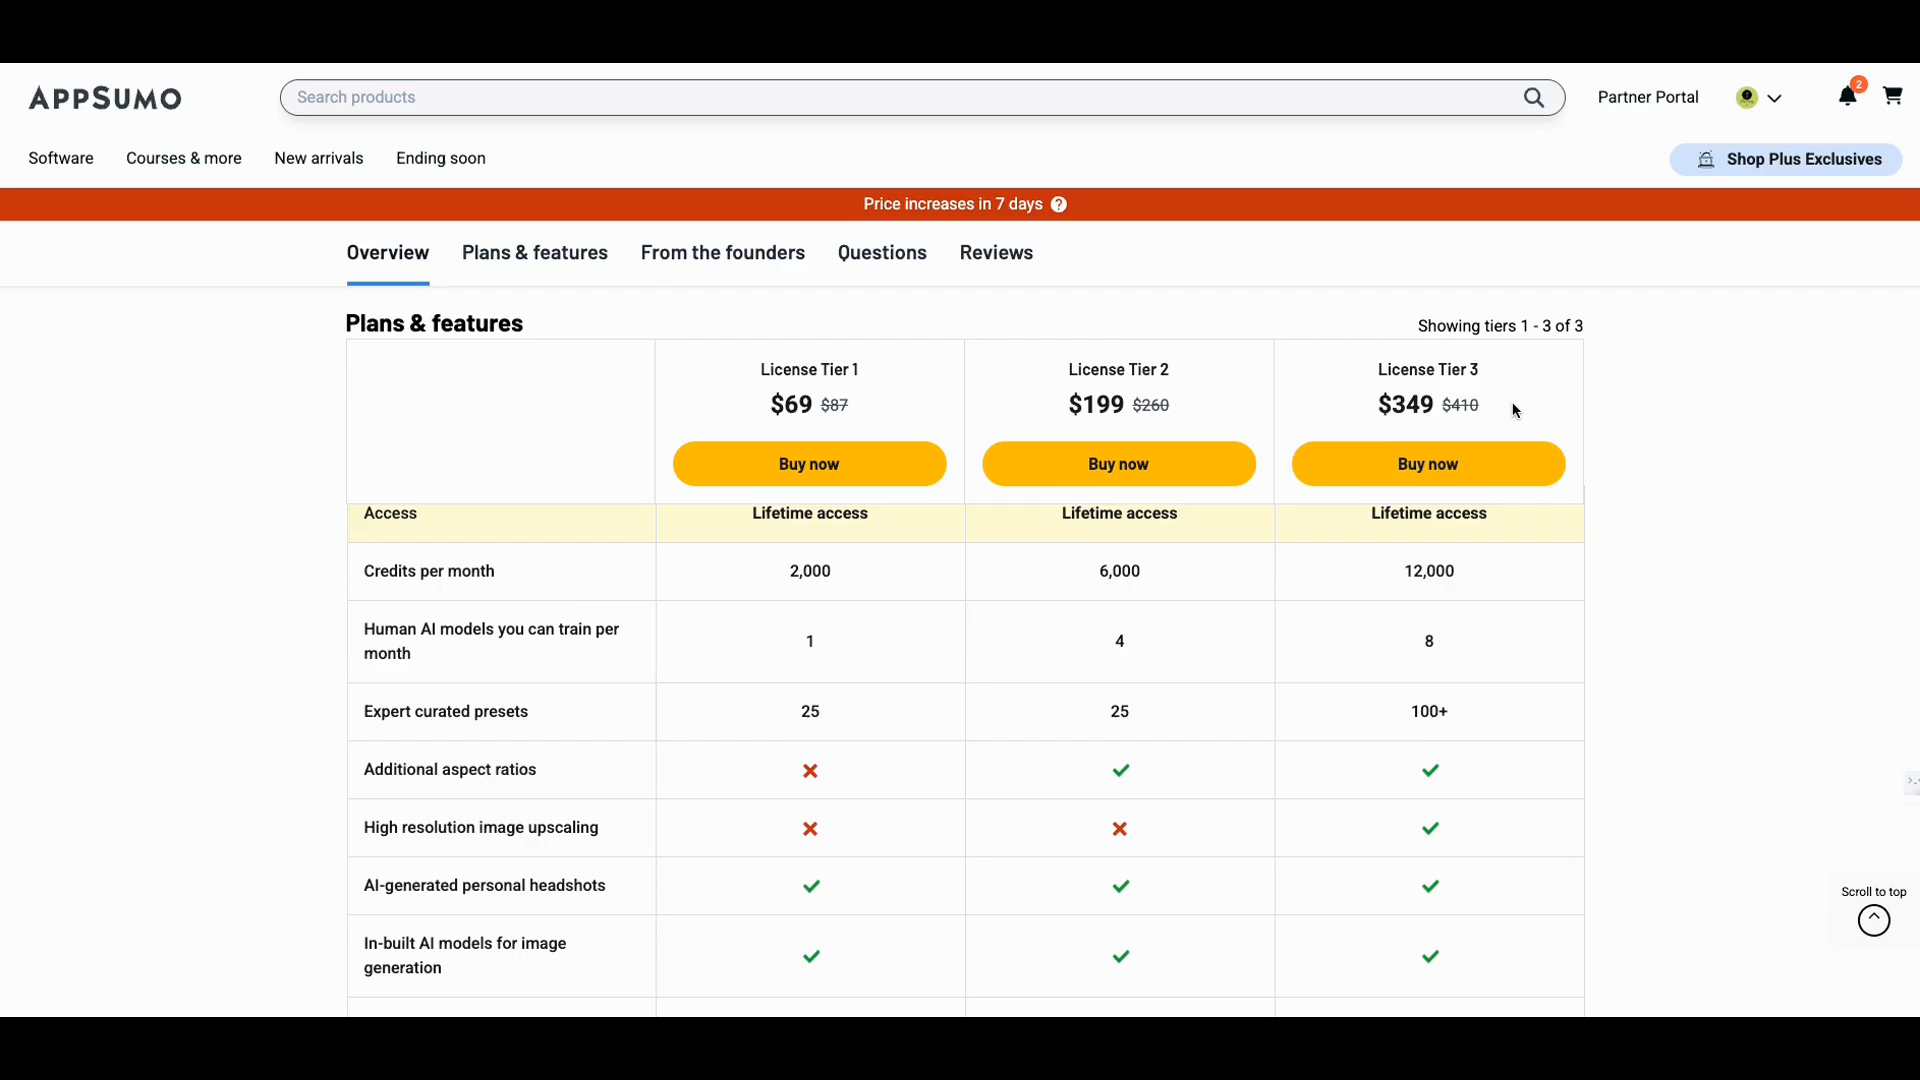 APPSUMO
Search products
Partner Portal
2
Software
Courses & more
New arrivals
Ending soon
Shop Plus Exclusives
Price increases in 7 days ?
Overview
Plans & features
From the founders
Questions
Reviews
Plans & features
Showing tiers 1 - 3 of 3
License Tier 1
License Tier 2
License Tier 3
$69 $87
$199 $260
$349 $410
Buy now
Buy now
Buy now
Access
Lifetime access
Lifetime access
Lifetime access
Credits per month
2,000
6,000
12,000
Human AI models you can train per
month
1
4
8
Expert curated presets
25
25
100+
Additional aspect ratios
High resolution image upscaling
AI-generated personal headshots
In-built AI models for image
generation
Scroll to top